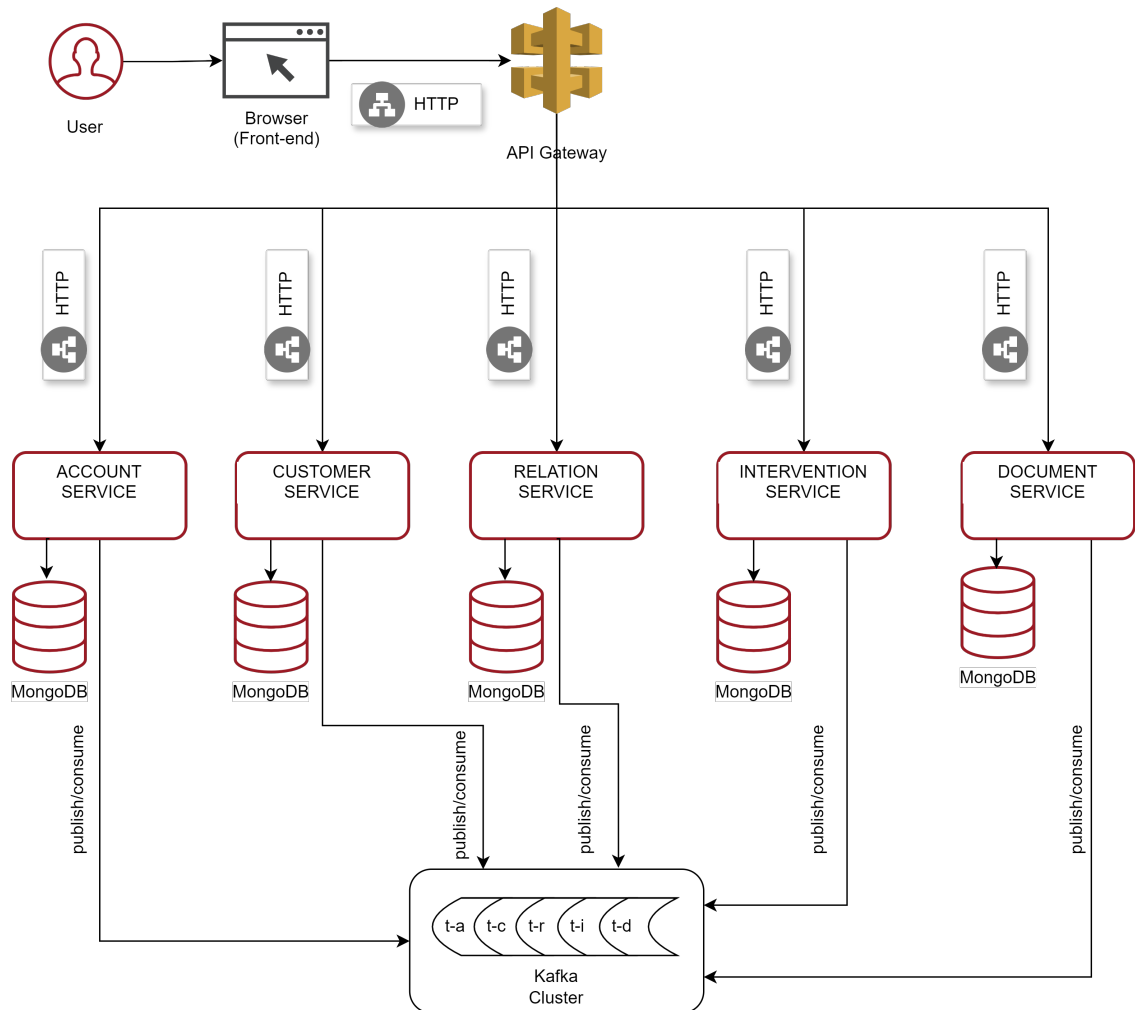 User
Browser
(Front-end)
HTTP
API Gateway
HTTP
HTTP
HTTP
HTTP
HTTP
ACCOUNT
SERVICE
CUSTOMER
SERVICE
RELATION
SERVICE
INTERVENTION
SERVICE
DOCUMENT
SERVICE
MongoDB
MongoDB
MongoDB
MongoDB
MongoDB
publish/consume
publish/consume
publish/consume
publish/consume
publish/consume
t-a
t-c
t-r
t-i
t-d
Kafka
Cluster